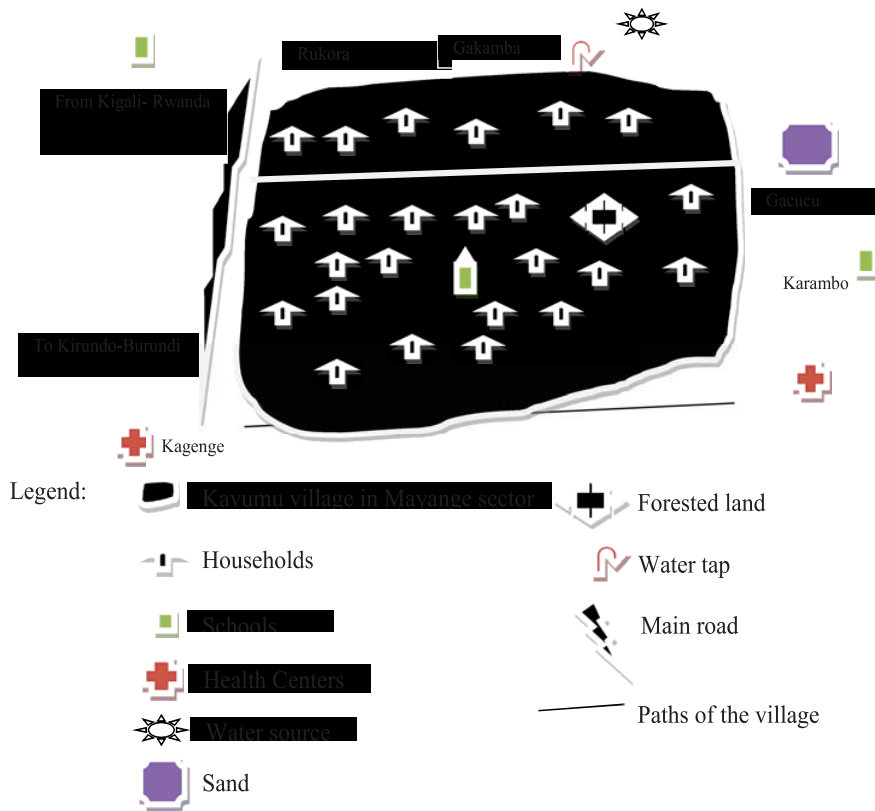 Rukora
Gakamba
From Kigali- Rwanda
Gacucu
Karambo
To Kirundo-Burundi
Kagenge
Legend:
Kavumu village in Mayange sector
Forested land
Households
Water tap
Schools
Main road
Health Centers
Paths of the village
Water source
Sand